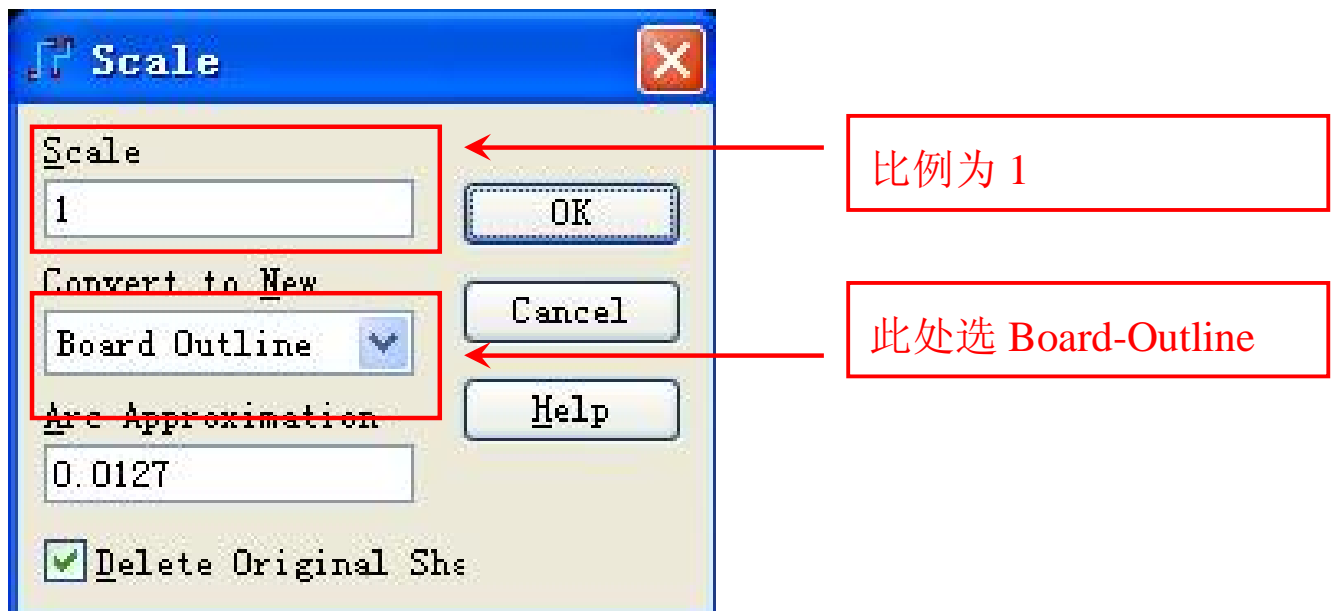 Scale
Scale
1
比例为 1
OK
Convert to New
Board Outline
Cancel
此处选 Board-Outline
Arc Approximation
Help
0.0127
Delete Original